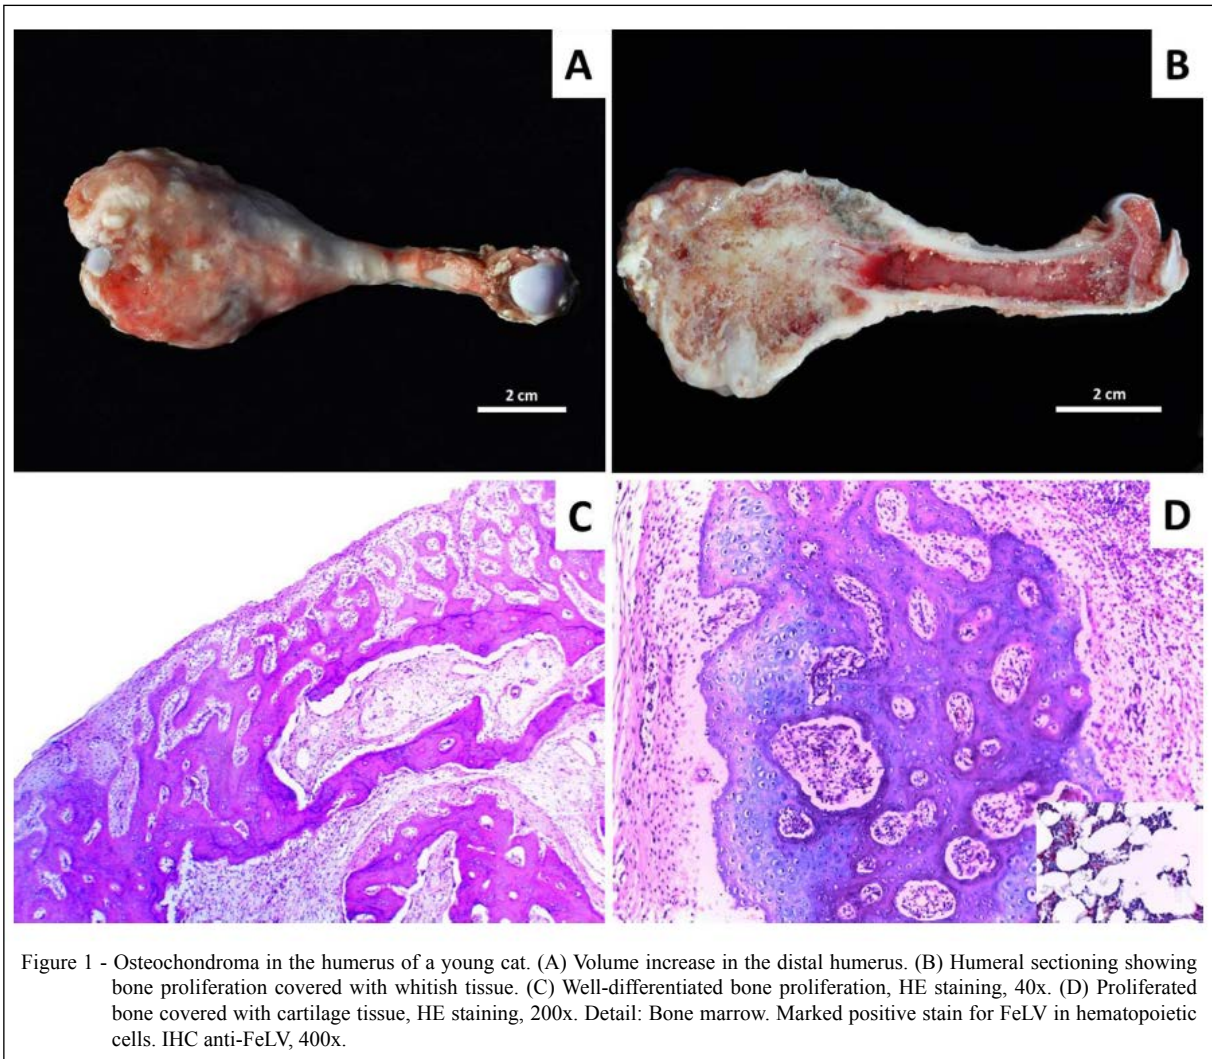 A
B
2 cm
2 cm
C
D
Figure 1 - Osteochondroma in the humerus of a young cat. (A) Volume increase in the distal humerus. (B) Humeral sectioning showing
bone proliferation covered with whitish tissue. (C) Well-differentiated bone proliferation, HE staining, 40x. (D) Proliferated
bone covered with cartilage tissue, HE staining, 200x. Detail: Bone marrow. Marked positive stain for FeLV in hematopoietic
cells. IHC anti-FeLV, 400x.